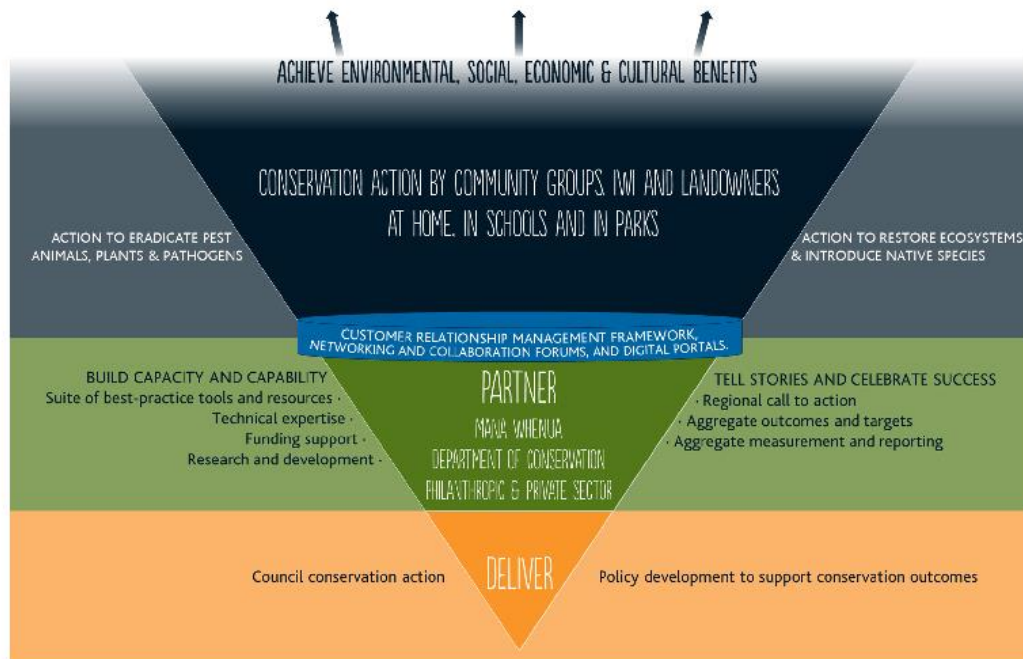 ACHIEVE ENVIRONMENTAL, SOCIAL, ECONOMIC & CULTURAL BENEFITS
CONSERVATION ACTION BY COMMUNITY GROUPS, IWI AND LANDOWNERS
AT HOME, IN SCHOOLS AND IN PARKS
ACTION TO ERADICATE PEST
ANIMALS, PLANTS & PATHOGENS
ACTION TO RESTORE ECOSYSTEMS
& INTRODUCE NATIVE SPECIES
CUSTOMER RELATIONSHIP MANAGEMENT FRAMEWORK,
NETWORKING AND COLLABORATION FORUMS, AND DIGITAL PORTALS.
BUILD CAPACITY AND CAPABILITY
Suite of best-practice tools and resources ·
Technical expertise ·
Funding support ·
Research and development ·
PARTNER
MANA WHENUA
DEPARTMENT OF CONSERVATION
PHILANTHROPIC & PRIVATE SECTOR
TELL STORIES AND CELEBRATE SUCCESS
· Regional call to action
· Aggregate outcomes and targets
· Aggregate measurement and reporting
Council conservation action
DELIVER
Policy development to support conservation outcomes